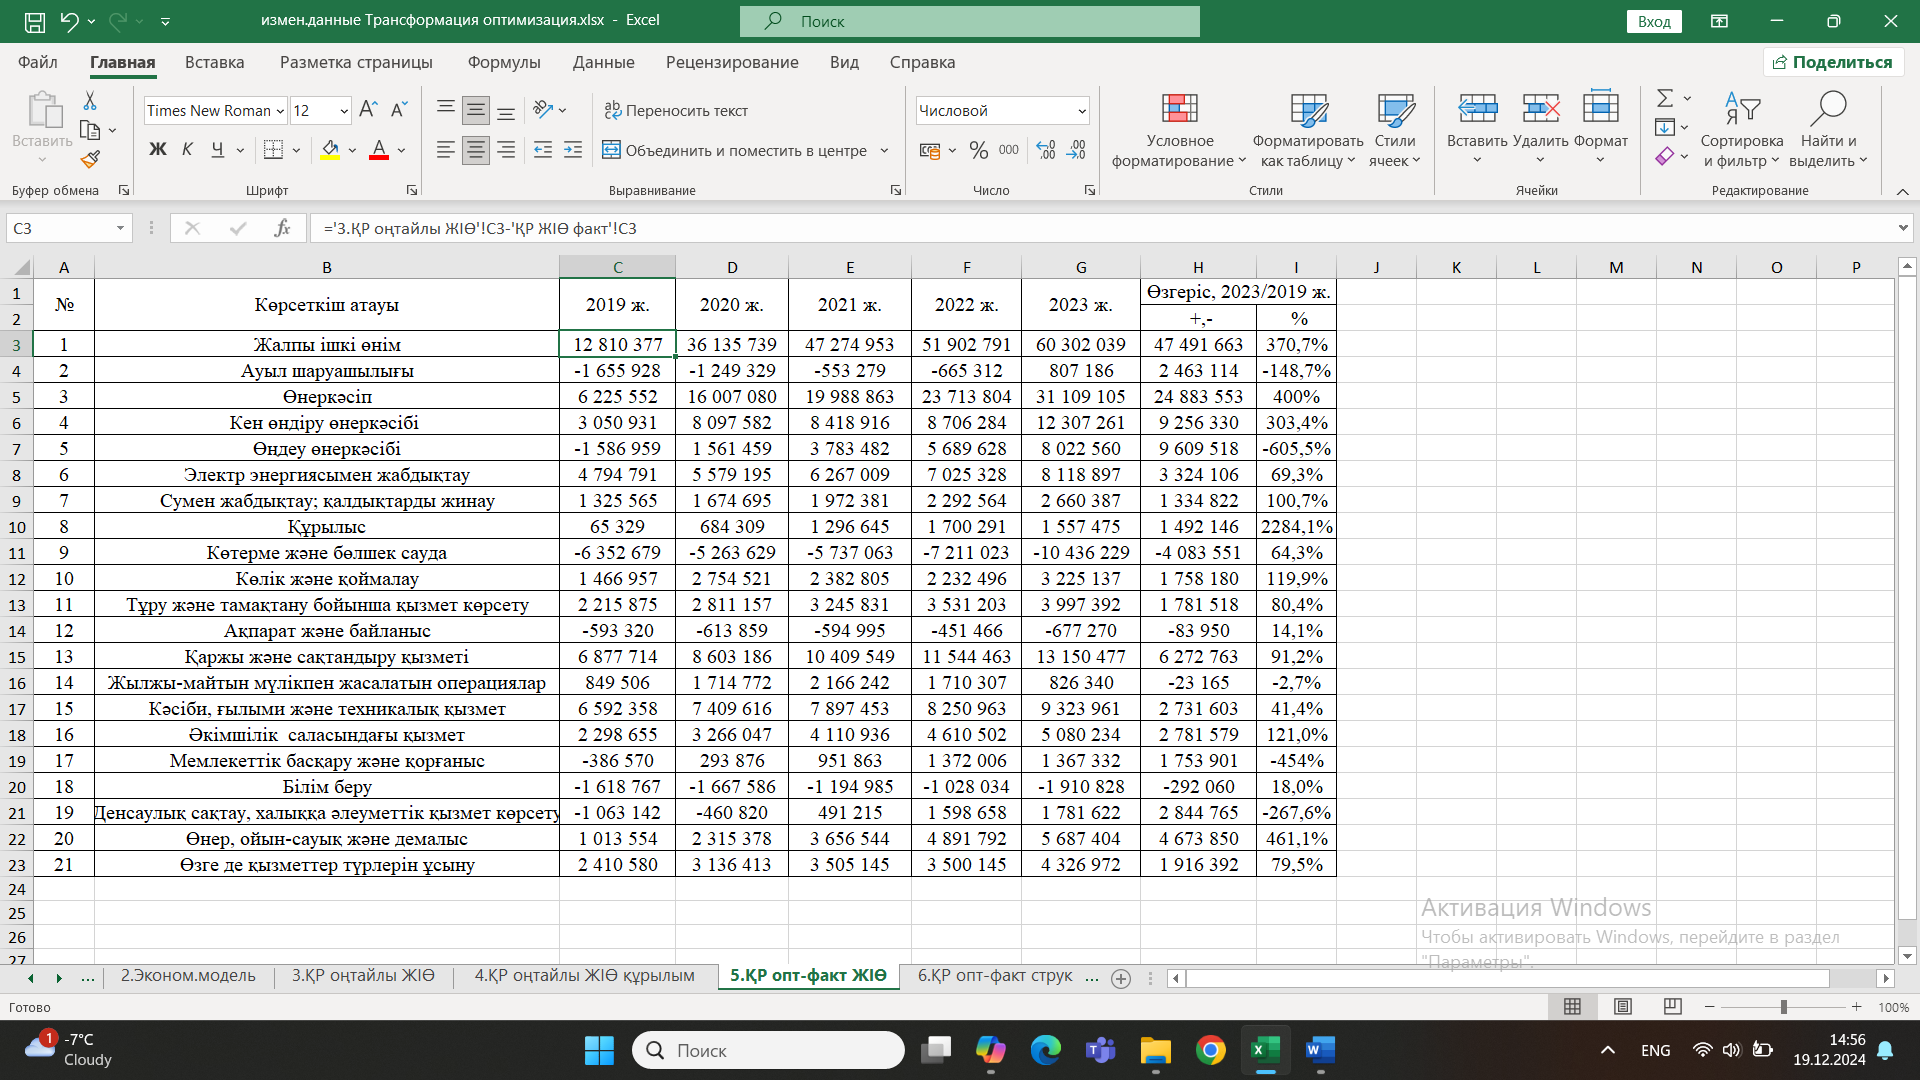 измен.данные Трансформация оптимизация.xlsx - Excel
Поиск
Вход
Файл Главная Вставка Разметка страницы Формулы Данные Рецензирование Вид Справка
Поделиться
Вставить
Times New Roman 12
Ж К Ч
Переносить текст
Объединить и поместить в центре
Числовой
% 000
Условное форматирование
Форматировать как таблицу
Стили ячеек
Вставить Удалить Формат
Сортировка и фильтр
Найти и выделить
Буфер обмена Шрифт Выравнивание Число Стили Ячейки Редактирование
C3 fx ='3.ҚР оңтайлы ЖІӨ'!C3-'ҚР ЖІӨ факт'!C3
A B C D E F G H I J K L M N O P
1 № Көрсеткіш атауы 2019 ж. 2020 ж. 2021 ж. 2022 ж. 2023 ж. Өзгеріс, 2023/2019 ж.
2 +,- %
3 1 Жалпы ішкі өнім 12 810 377 36 135 739 47 274 953 51 902 791 60 302 039 47 491 663 370,7%
4 2 Ауыл шаруашылығы -1 655 928 -1 249 329 -553 279 -665 312 807 186 2 463 114 -148,7%
5 3 Өнеркәсіп 6 225 552 16 007 080 19 988 863 23 713 804 31 109 105 24 883 553 400%
6 4 Кен өндіру өнеркәсібі 3 050 931 8 097 582 8 418 916 8 706 284 12 307 261 9 256 330 303,4%
7 5 Өңдеу өнеркәсібі -1 586 959 1 561 459 3 783 482 5 689 628 8 022 560 9 609 518 -605,5%
8 6 Электр энергиясымен жабдықтау 4 794 791 5 579 195 6 267 009 7 025 328 8 118 897 3 324 106 69,3%
9 7 Сумен жабдықтау; қалдықтарды жинау 1 325 565 1 674 695 1 972 381 2 292 564 2 660 387 1 334 822 100,7%
10 8 Құрылыс 65 329 684 309 1 296 645 1 700 291 1 557 475 1 492 146 2284,1%
11 9 Көтерме және бөлшек сауда -6 352 679 -5 263 629 -5 737 063 -7 211 023 -10 436 229 -4 083 551 64,3%
12 10 Көлік және қоймалау 1 466 957 2 754 521 2 382 805 2 232 496 3 225 137 1 758 180 119,9%
13 11 Тұру және тамақтану бойынша қызмет көрсету 2 215 875 2 811 157 3 245 831 3 531 203 3 997 392 1 781 518 80,4%
14 12 Ақпарат және байланыс -593 320 -613 859 -594 995 -451 466 -677 270 -83 950 14,1%
15 13 Қаржы және сақтандыру қызметі 6 877 714 8 603 186 10 409 549 11 544 463 13 150 477 6 272 763 91,2%
16 14 Жылжы-майтын мүлікпен жасалатын операциялар 849 506 1 714 772 2 166 242 1 710 307 826 340 -23 165 -2,7%
17 15 Кәсіби, ғылыми және техникалық қызмет 6 592 358 7 409 616 7 897 453 8 250 963 9 323 961 2 731 603 41,4%
18 16 Әкімшілік саласындағы қызмет 2 298 655 3 266 047 4 110 936 4 610 502 5 080 234 2 781 579 121,0%
19 17 Мемлекеттік басқару және қорғаныс -386 570 293 876 951 863 1 372 006 1 367 332 1 753 901 -454%
20 18 Білім беру -1 618 767 -1 667 586 -1 194 985 -1 028 034 -1 910 828 -292 060 18,0%
21 19 Денсаулық сақтау, халыққа әлеуметтік қызмет көрсету -1 063 142 -460 820 491 215 1 598 658 1 781 622 2 844 765 -267,6%
22 20 Өнер, ойын-сауық және демалыс 1 013 554 2 315 378 3 656 544 4 891 792 5 687 404 4 673 850 461,1%
23 21 Өзге де қызметтер түрлерін ұсыну 2 410 580 3 136 413 3 505 145 3 500 145 4 326 972 1 916 392 79,5%
24
25
26
27
Активация Windows
Чтобы активировать Windows, перейдите в раздел
"Параметры".
... 2.Эконом.модель 3.ҚР оңтайлы ЖІӨ 4.ҚР оңтайлы ЖІӨ құрылым 5.ҚР опт-факт ЖІӨ 6.ҚР опт-факт струк ...
Готово 100%
1 -7°C
Cloudy
Поиск
ENG
14:56
19.12.2024